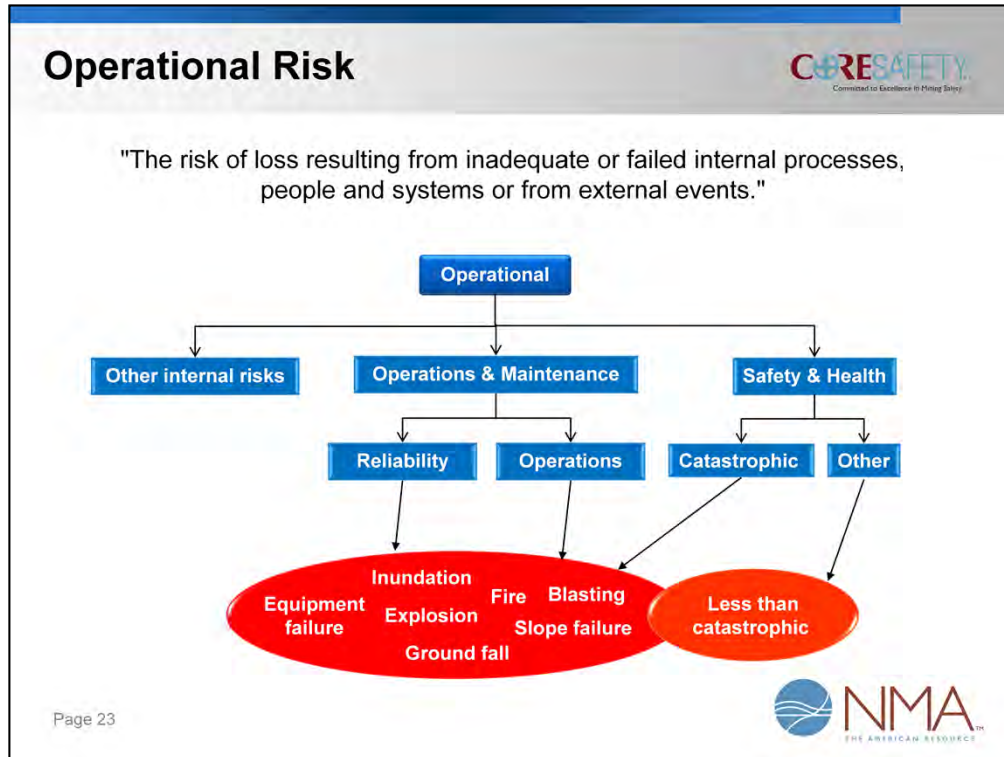 Operational Risk
CORESAFETY
Committed to Excellence in Mining Safety
"The risk of loss resulting from inadequate or failed internal processes,
people and systems or from external events."
Operational
Other internal risks
Operations & Maintenance
Safety & Health
Reliability
Operations
Catastrophic
Other
Inundation
Fire
Blasting
Equipment
failure
Explosion
Slope failure
Ground fall
Less than
catastrophic
Page 23
NMA
THE AMERICAN RESOURCE